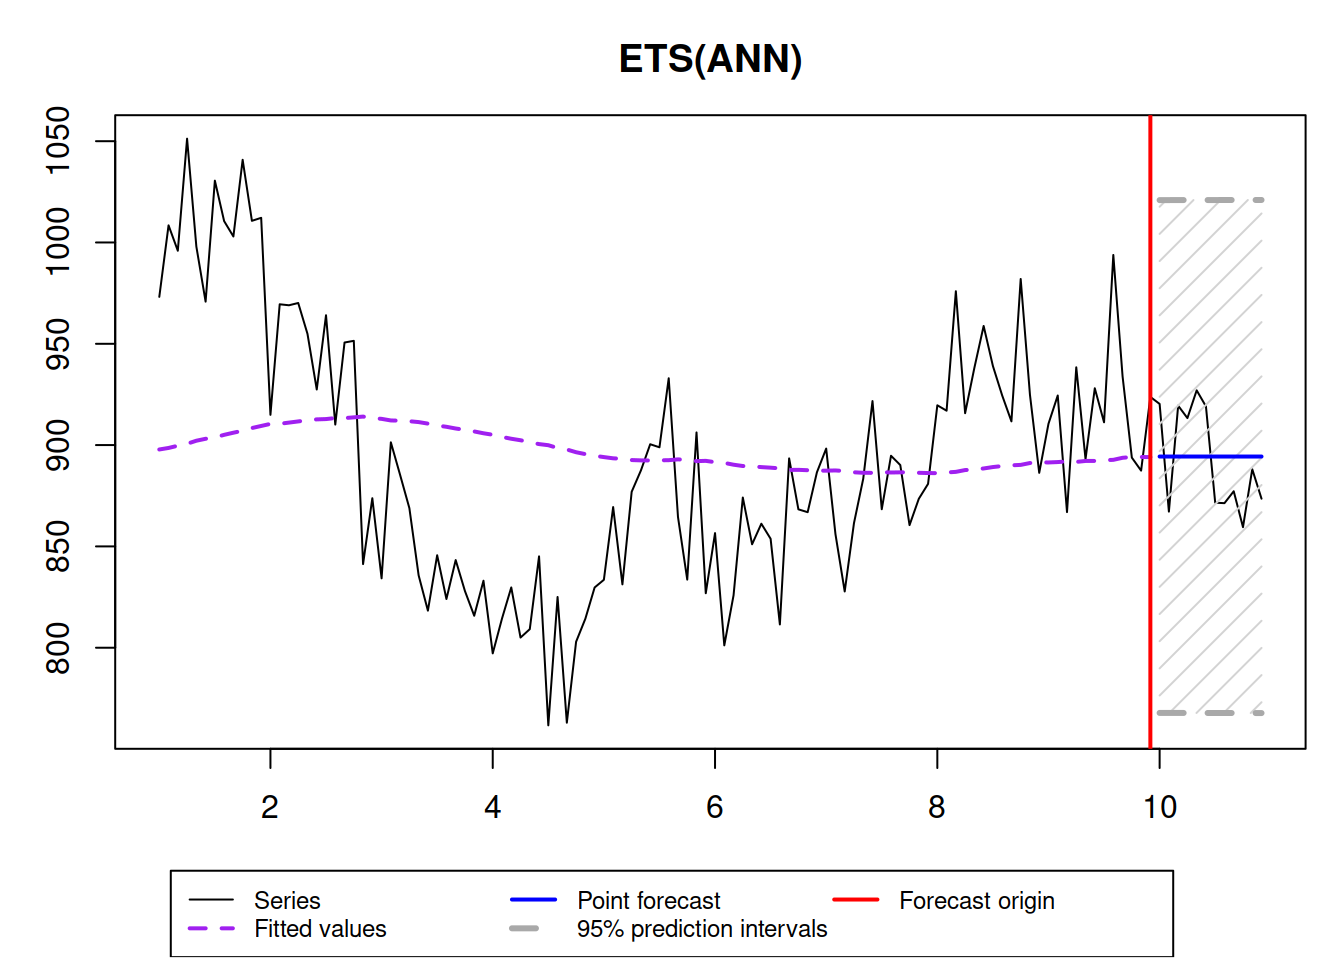 ETS(ANN)
1050
1000
950
900
850
800
2 4 6 8 10
Series Point forecast Forecast origin
Fitted values 95% prediction intervals